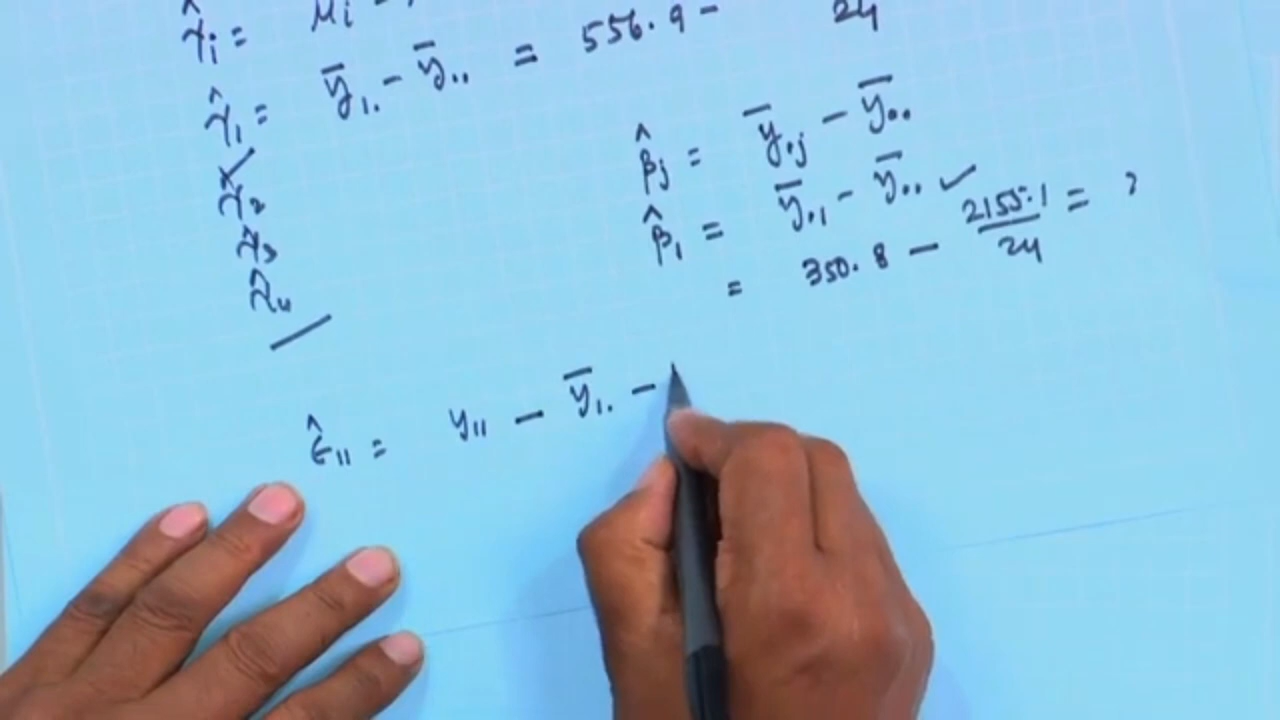 τ̂ᵢ = μᵢ -
τ̂₁ = ȳ₁. - ȳ.. = 556.9 - 24
τ̂₂
τ̂₃
τ̂₄
β̂ⱼ = ȳ.ⱼ - ȳ..
β̂₁ = ȳ.₁ - ȳ.. ✓
= 350.8 - 2155.1/24 = ?
ε̂₁₁ = y₁₁ - ȳ₁. -